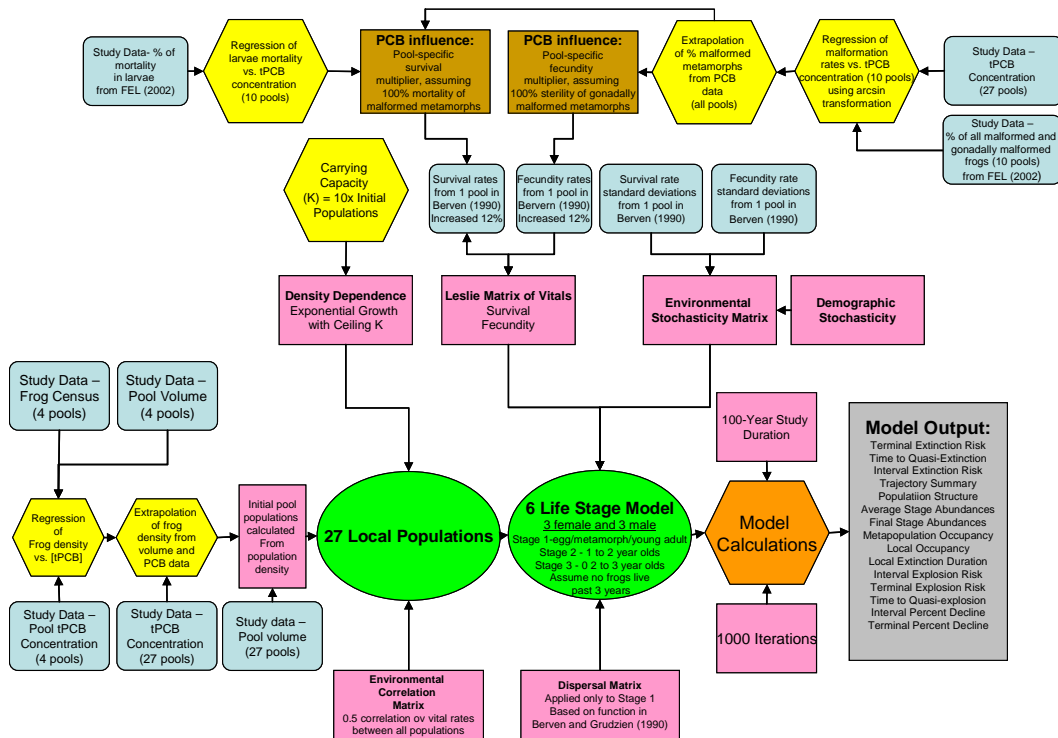 Study Data- % of
mortality
in larvae
from FEL (2002)
Regression of
larvae mortality
vs. tPCB
concentration
(10 pools)
PCB influence:
Pool-specific
survival
multiplier, assuming
100% mortality of
malformed metamorphs
PCB influence:
Pool-specific
fecundity
multiplier, assuming
100% sterility of gonadally
malformed metamorphs
Extrapolation
of %
malformed
metamorphs
from PCB
data
(all pools)
Regression of
malformation
rates vs. tPCB
concentration
(10 pools)
using arcsin
transformation
Study Data –
tPCB
Concentration
(27 pools)
Study Data –
% of all malformed and
gonadally malformed
frogs (10 pools)
from FEL (2002)
Carrying
Capacity
(K) = 10x Initial
Populations
Survival rates
from 1 pool in
Berven (1990)
Increased 12%
Fecundity rates
from 1 pool in
Bervern (1990)
Increased 12%
Survival rate
standard deviations
from 1 pool in
Berven (1990)
Fecundity rate
standard deviations
from 1 pool in
Berven (1990)
Density Dependence
Exponential Growth
with Ceiling K
Leslie Matrix of Vitals
Survival
Fecundity
Environmental
Stochasticity Matrix
Demographic
Stochasticity
Study Data –
Frog Census
(4 pools)
Study Data –
Pool Volume
(4 pools)
Regression
of
Frog density
vs. [tPCB]
Extrapolation
of frog
density from
volume and
PCB data
Initial pool
populations
calculated
From
population
density
27 Local Populations
6 Life Stage Model
3 female and 3 male
Stage 1-egg/metamorph/young adult
Stage 2 - 1 to 2 year olds
Stage 3 - 0 2 to 3 year olds
Assume no frogs live
past 3 years
100-Year Study
Duration
Model
Calculations
1000 Iterations
Model Output:
Terminal Extinction Risk
Time to Quasi-Extinction
Interval Extinction Risk
Trajectory Summary
Populatiion Structure
Average Stage Abundances
Final Stage Abundances
Metapopulation Occupancy
Local Occupancy
Local Extinction Duration
Interval Explosion Risk
Terminal Explosion Risk
Time to Quasi-explosion
Interval Percent Decline
Terminal Percent Decline
Study Data –
Pool tPCB
Concentration
(4 pools)
Study Data –
tPCB
Concentration
(27 pools)
Study data –
Pool volume
(27 pools)
Environmental
Correlation
Matrix
0.5 correlation ov vital rates
between all populations
Dispersal Matrix
Applied only to Stage 1
Based on function in
Berven and Grudzien (1990)